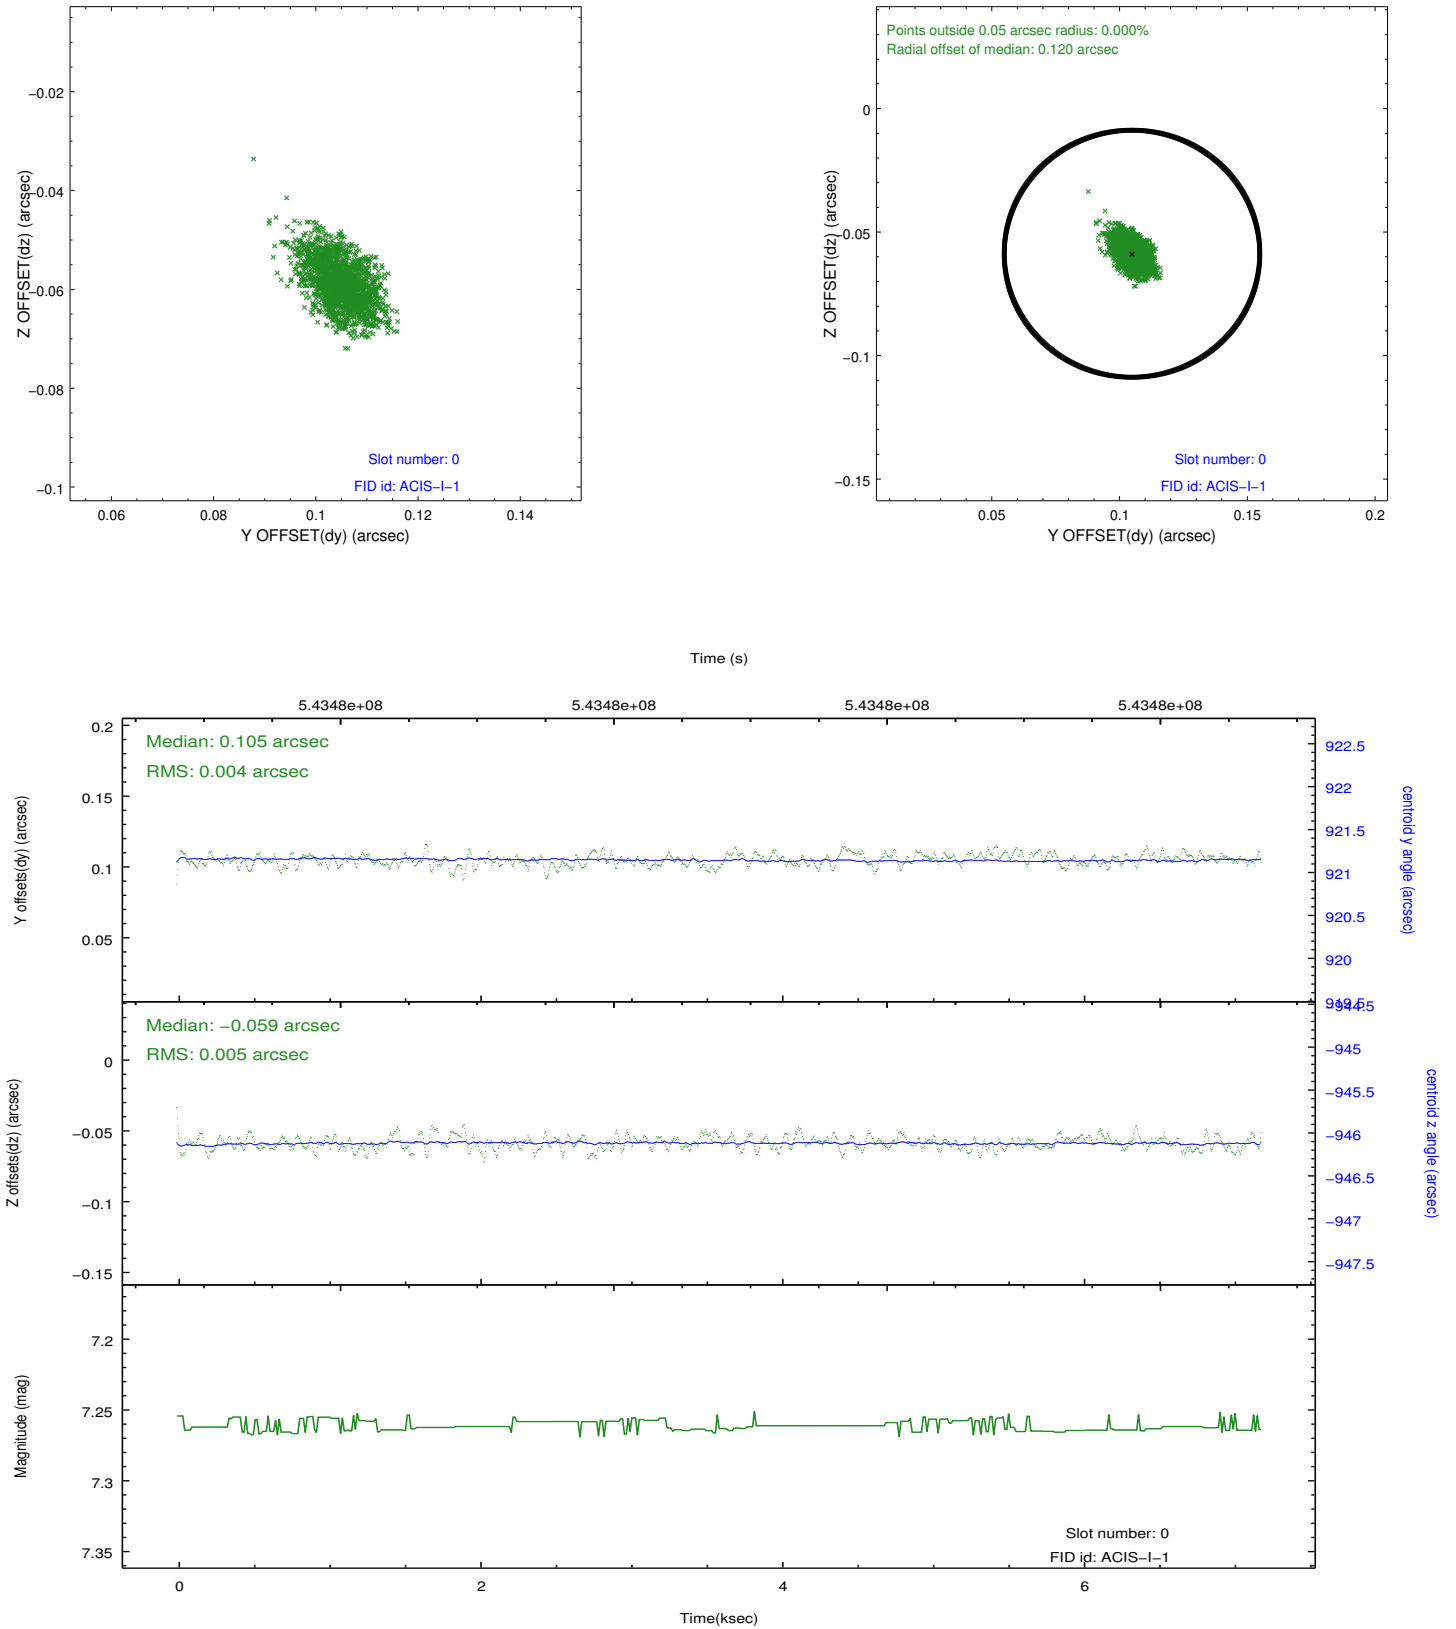 −0.02
−0.04
−0.06
−0.08
−0.1
Z OFFSET(dz) (arcsec)
Slot number: 0
FID id: ACIS−I−1
0.06 0.08 0.1 0.12 0.14
Y OFFSET(dy) (arcsec)
Points outside 0.05 arcsec radius: 0.000%
Radial offset of median: 0.120 arcsec
0
−0.05
−0.1
−0.15
Z OFFSET(dz) (arcsec)
Slot number: 0
FID id: ACIS−I−1
0.05 0.1 0.15 0.2
Y OFFSET(dy) (arcsec)
Time (s)
5.4348e+08 5.4348e+08 5.4348e+08 5.4348e+08
Median: 0.105 arcsec
RMS: 0.004 arcsec
0.2
0.15
0.1
0.05
Y offsets(dy) (arcsec)
922.5
922
921.5
921
920.5
920
919.5
centroid y angle (arcsec)
Median: −0.059 arcsec
RMS: 0.005 arcsec
0
−0.05
−0.1
−0.15
Z offsets(dz) (arcsec)
−944.5
−945
−945.5
−946
−946.5
−947
−947.5
centroid z angle (arcsec)
7.2
7.25
7.3
7.35
Magnitude (mag)
Slot number: 0
FID id: ACIS−I−1
0 2 4 6
Time(ksec)